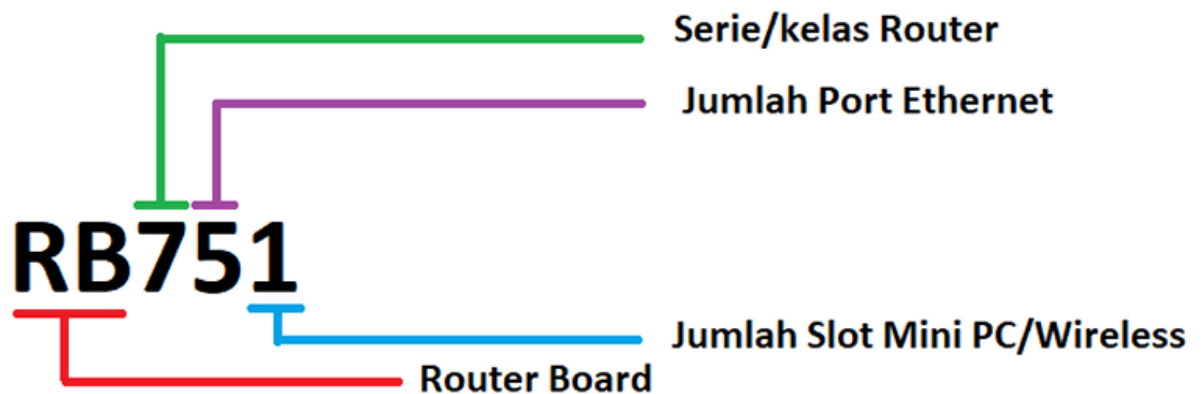 Serie/kelas Router
Jumlah Port Ethernet
RB751
Jumlah Slot Mini PC/Wireless
Router Board